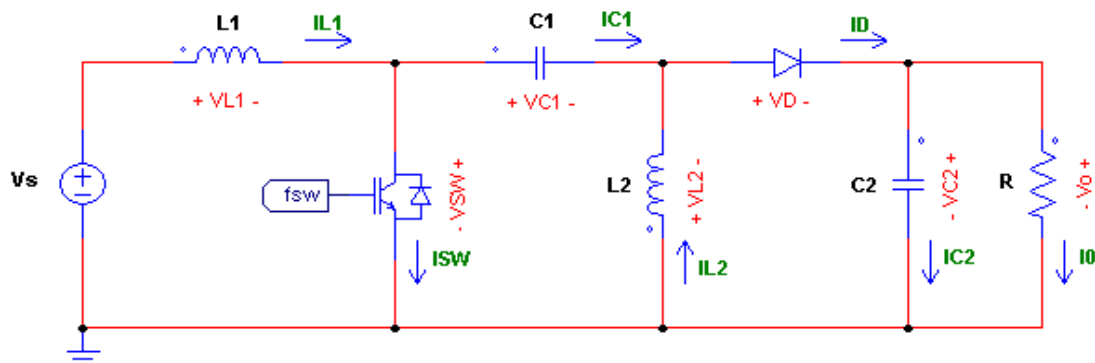 L1
IL1
C1
IC1
ID
+ VL1 -
+ VC1 -
+ VD -
Vs
fsw
- VSW +
ISW
L2
+ VL2 -
IL2
C2
- VC2 +
IC2
R
- Vo +
I0